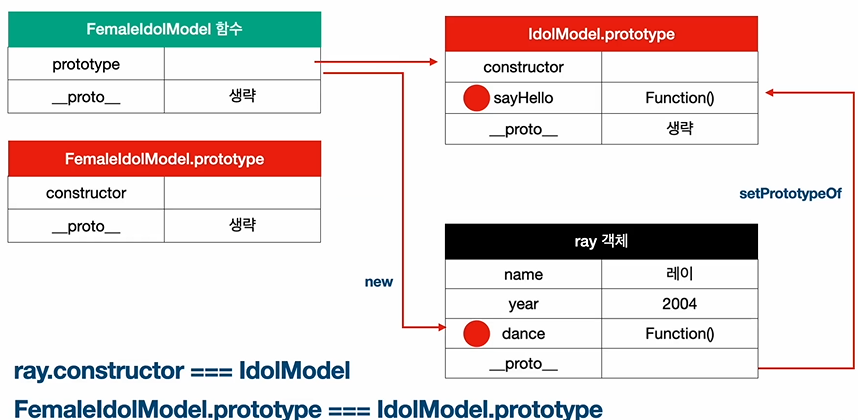 FemaleIdolModel 함수
prototype
__proto__ 생략
FemaleIdolModel.prototype
constructor
__proto__ 생략
IdolModel.prototype
constructor
sayHello Function()
__proto__ 생략
setPrototypeOf
new
ray 객체
name 레이
year 2004
dance Function()
__proto__
ray.constructor === IdolModel
FemaleIdolModel.prototype === IdolModel.prototype